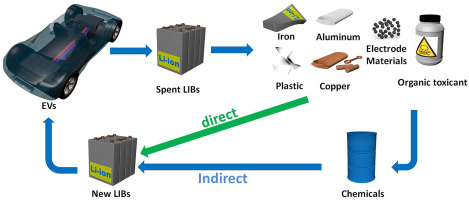 Iron
Aluminum
Electrode
Materials
Li-ion
Plastic
Copper
Organic toxicant
EVs
Spent LIBs
direct
Indirect
Li-ion
New LIBs
Chemicals